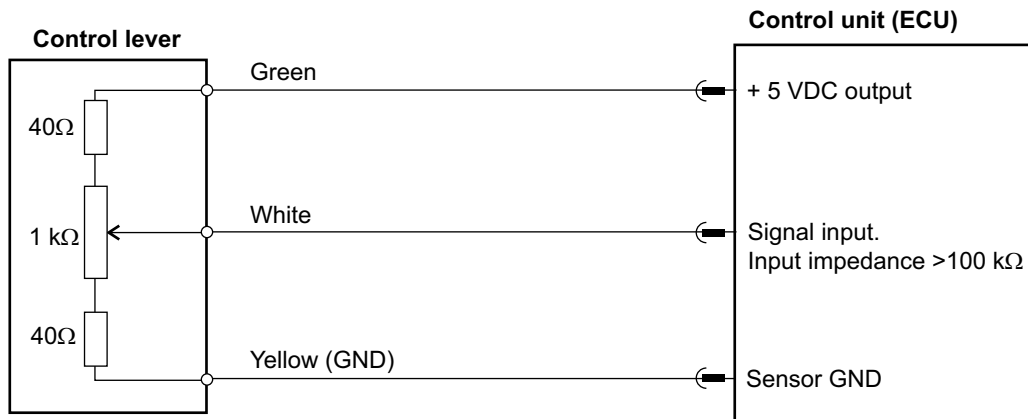 Control lever
Control unit (ECU)
Green
+ 5 VDC output
40Ω
White
1 kΩ
Signal input.
Input impedance >100 kΩ
40Ω
Yellow (GND)
Sensor GND